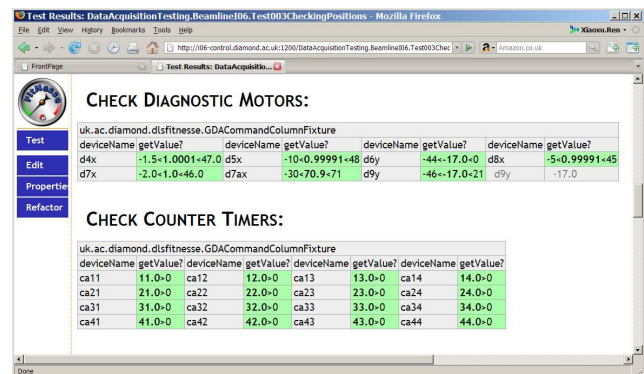 Test Results: DataAcquisitionTesting.BeamlineI06.Test003CheckingPositions - Mozilla Firefox
File Edit View History Bookmarks Tools Help Xiaoxu.Ren
http://i06-control.diamond.ac.uk:1200/DataAcquisitionTesting.BeamlineI06.Test003Chec Amazon.co.uk
FrontPage Test Results: DataAcquisitio...
FitNesse
CHECK DIAGNOSTIC MOTORS:
uk.ac.diamond.dlsfitnesse.GDACommandColumnFixture
Test
deviceName getValue? deviceName getValue? deviceName getValue? deviceName getValue?
d4x -1.5<1.0001<47.0 d5x -10<0.99991<48 d6y -44<-17.0<0 d8x -5<0.99991<45
Edit
d7x -2.0<1.0<46.0 d7ax -30<70.9<71 d9y -46<-17.0<21 d9y -17.0
Propertie
Refactor
CHECK COUNTER TIMERS:
uk.ac.diamond.dlsfitnesse.GDACommandColumnFixture
deviceName getValue? deviceName getValue? deviceName getValue? deviceName getValue?
ca11 11.0>0 ca12 12.0>0 ca13 13.0>0 ca14 14.0>0
ca21 21.0>0 ca22 22.0>0 ca23 23.0>0 ca24 24.0>0
ca31 31.0>0 ca32 32.0>0 ca33 33.0>0 ca34 34.0>0
ca41 41.0>0 ca42 42.0>0 ca43 43.0>0 ca44 44.0>0
Done